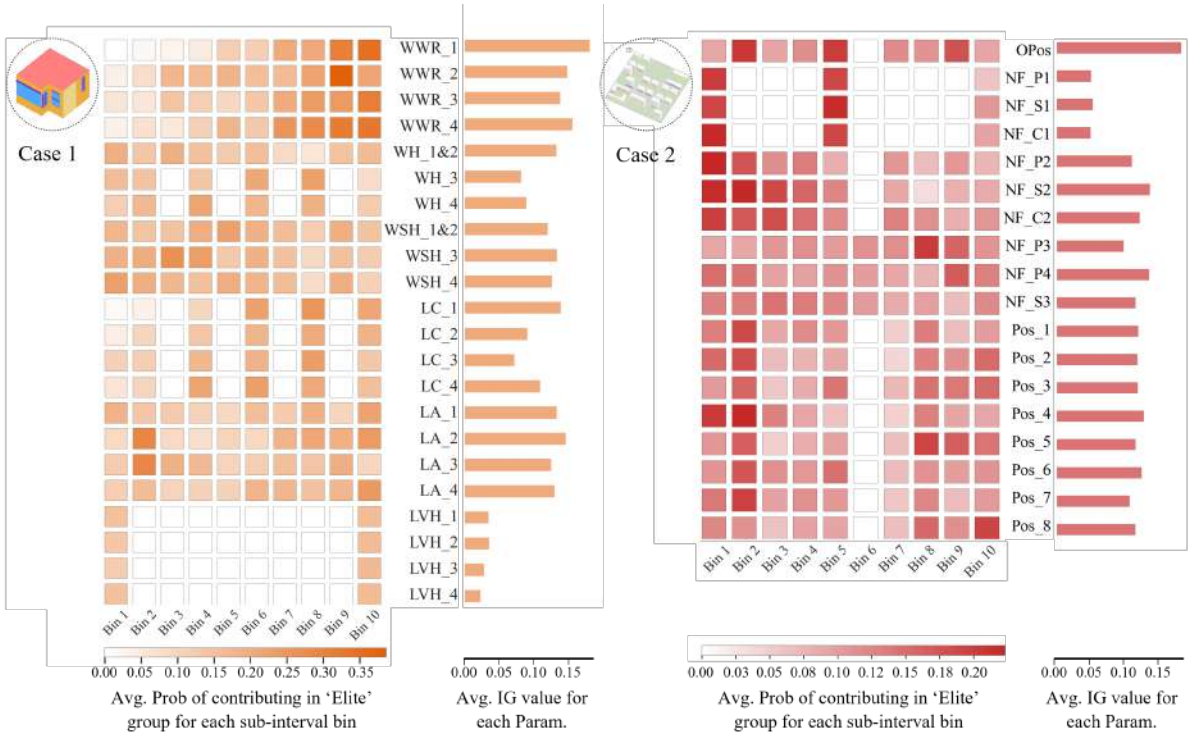 Case 1
WWR_1
WWR_2
WWR_3
WWR_4
WH_1&2
WH_3
WH_4
WSH_1&2
WSH_3
WSH_4
LC_1
LC_2
LC_3
LC_4
LA_1
LA_2
LA_3
LA_4
LVH_1
LVH_2
LVH_3
LVH_4
Bin 1 Bin 2 Bin 3 Bin 4 Bin 5 Bin 6 Bin 7 Bin 8 Bin 9 Bin 10
0.00 0.05 0.10 0.15 0.20 0.25 0.30 0.35
Avg. Prob of contributing in ‘Elite’
group for each sub-interval bin
0.00 0.05 0.10 0.15
Avg. IG value for
each Param.
Case 2
OPos
NF_P1
NF_S1
NF_C1
NF_P2
NF_S2
NF_C2
NF_P3
NF_P4
NF_S3
Pos_1
Pos_2
Pos_3
Pos_4
Pos_5
Pos_6
Pos_7
Pos_8
Bin 1 Bin 2 Bin 3 Bin 4 Bin 5 Bin 6 Bin 7 Bin 8 Bin 9 Bin 10
0.00 0.03 0.05 0.08 0.10 0.12 0.15 0.18 0.20
Avg. Prob of contributing in ‘Elite’
group for each sub-interval bin
0.00 0.05 0.10 0.15
Avg. IG value for
each Param.